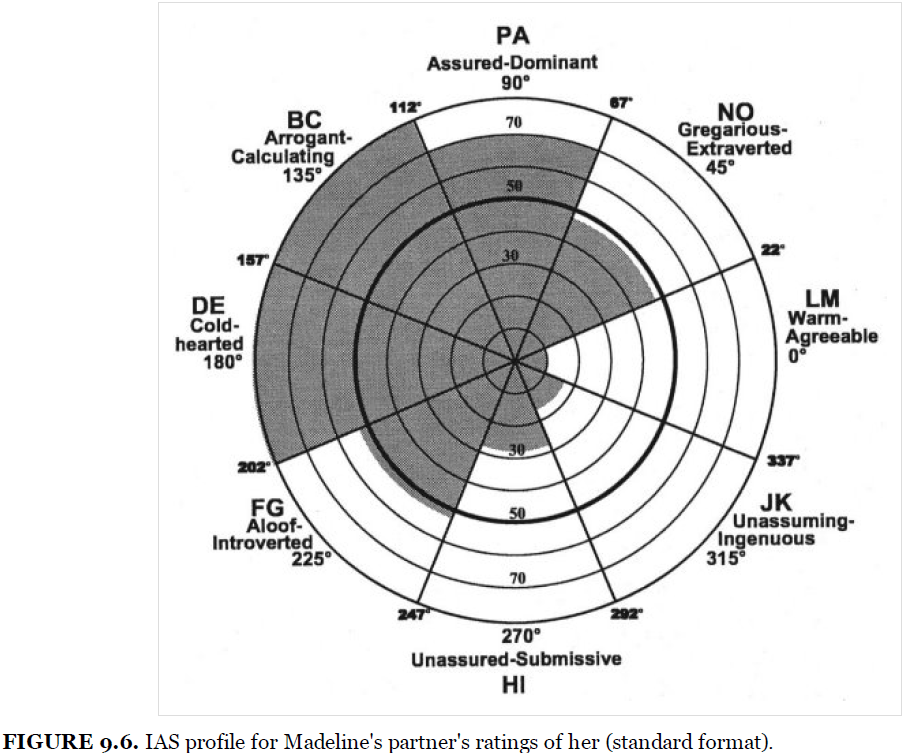 PA
Assured-Dominant
90°
112°
67°
BC
Arrogant-
Calculating
135°
NO
Gregarious-
Extraverted
45°
70
50
30
157°
22°
DE
Cold-
hearted
180°
LM
Warm-
Agreeable
0°
30
50
70
202°
337°
FG
Aloof-
Introverted
225°
JK
Unassuming-
Ingenuous
315°
247°
292°
270°
Unassured-Submissive
HI
FIGURE 9.6. IAS profile for Madeline's partner's ratings of her (standard format).